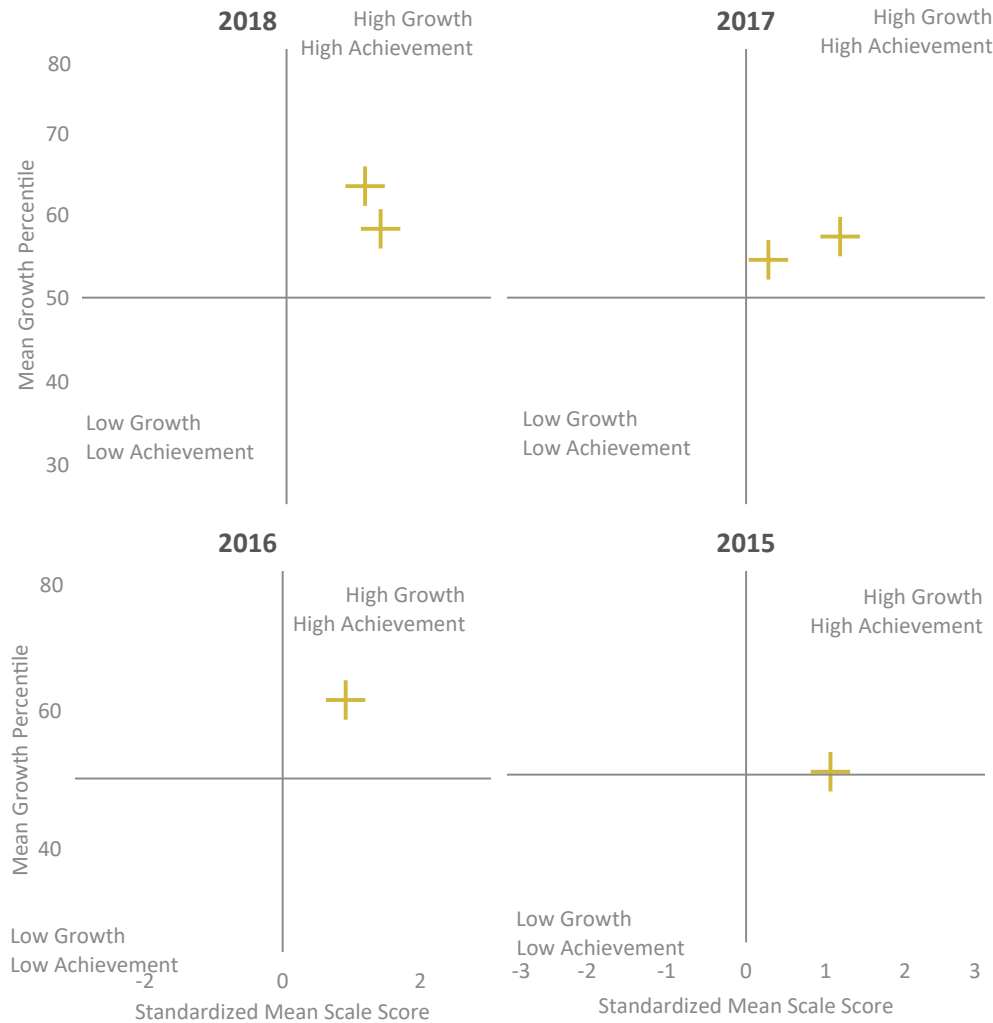 2018
High Growth
High Achievement
2017
High Growth
High Achievement
80
70
60
50
40
30
Mean Growth Percentile
Low Growth
Low Achievement
Low Growth
Low Achievement
2016
2015
80
60
40
Mean Growth Percentile
High Growth
High Achievement
High Growth
High Achievement
Low Growth
Low Achievement
Low Growth
Low Achievement
-2
0
2
Standardized Mean Scale Score
-3
-2
-1
0
1
2
3
Standardized Mean Scale Score